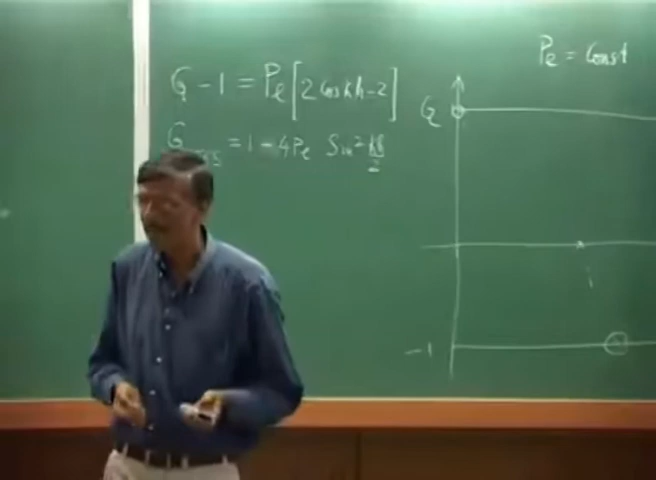 Pe = Const
G - 1 = Pe [2 Cos kh - 2]
G = 1 - 4Pe Sin² kh/2
G
i
-1